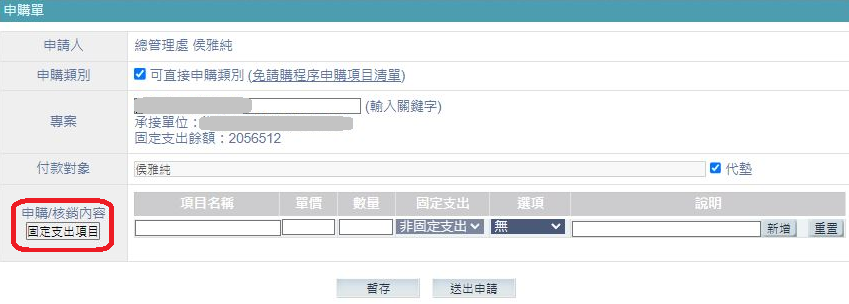 申購單
申請人 總管理處 侯雅純
申購類別 可直接申購類別 (免請購程序申購項目清單)
專案 (輸入關鍵字)
承接單位：
固定支出餘額：2056512
付款對象 侯雅純 代墊
申購/核銷內容
固定支出項目
項目名稱 單價 數量 固定支出 選項 說明
非固定支出 無 新增 重置
暫存 送出申請